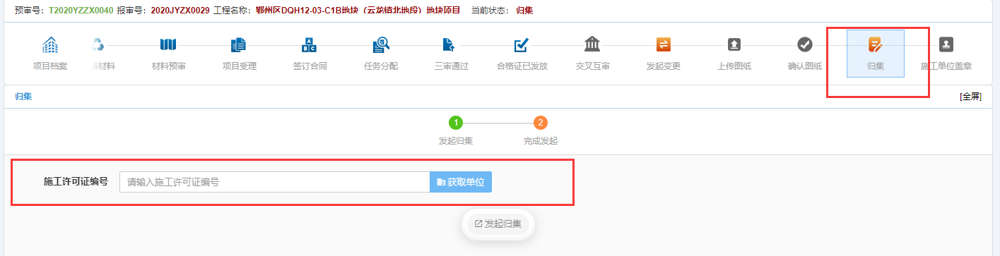 预审号：T2020YZZX0040 报审号：2020JYZX0029 工程名称：鄞州区DQH12-03-C1B地块（云龙镇北地段）地块项目 当前状态：归集
项目档案 材料 材料预审 项目受理 签订合同 任务分配 三审通过 合格证已发放 交叉互审 发起变更 上传图纸 确认图纸 归集 施工单位盖章
归集 [全屏]
1 2
发起归集 完成发起
施工许可证编号 请输入施工许可证编号 获取单位
发起归集